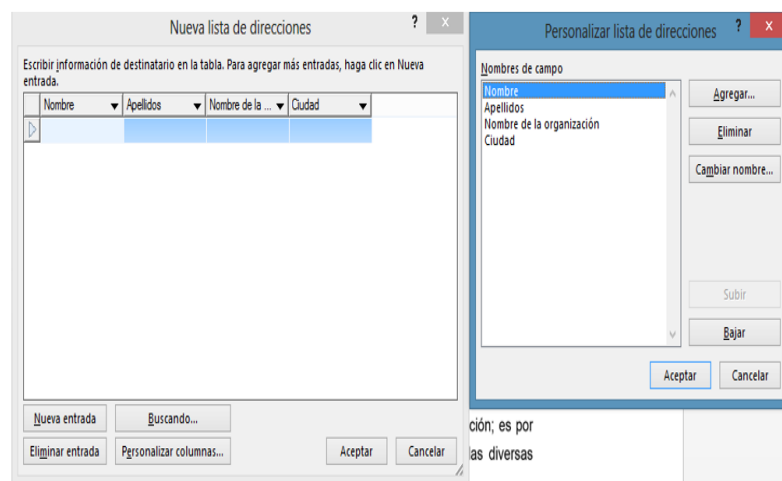 Nueva lista de direcciones
? x
Escribir información de destinatario en la tabla. Para agregar más entradas, haga clic en Nueva
entrada.
Nombre Apellidos Nombre de la ... Ciudad
Nueva entrada Buscando...
Eliminar entrada Personalizar columnas... Aceptar Cancelar
Personalizar lista de direcciones
? x
Nombres de campo
Nombre
Apellidos
Nombre de la organización
Ciudad
Agregar...
Eliminar
Cambiar nombre...
Subir
Bajar
Aceptar Cancelar
ción; es por
las diversas